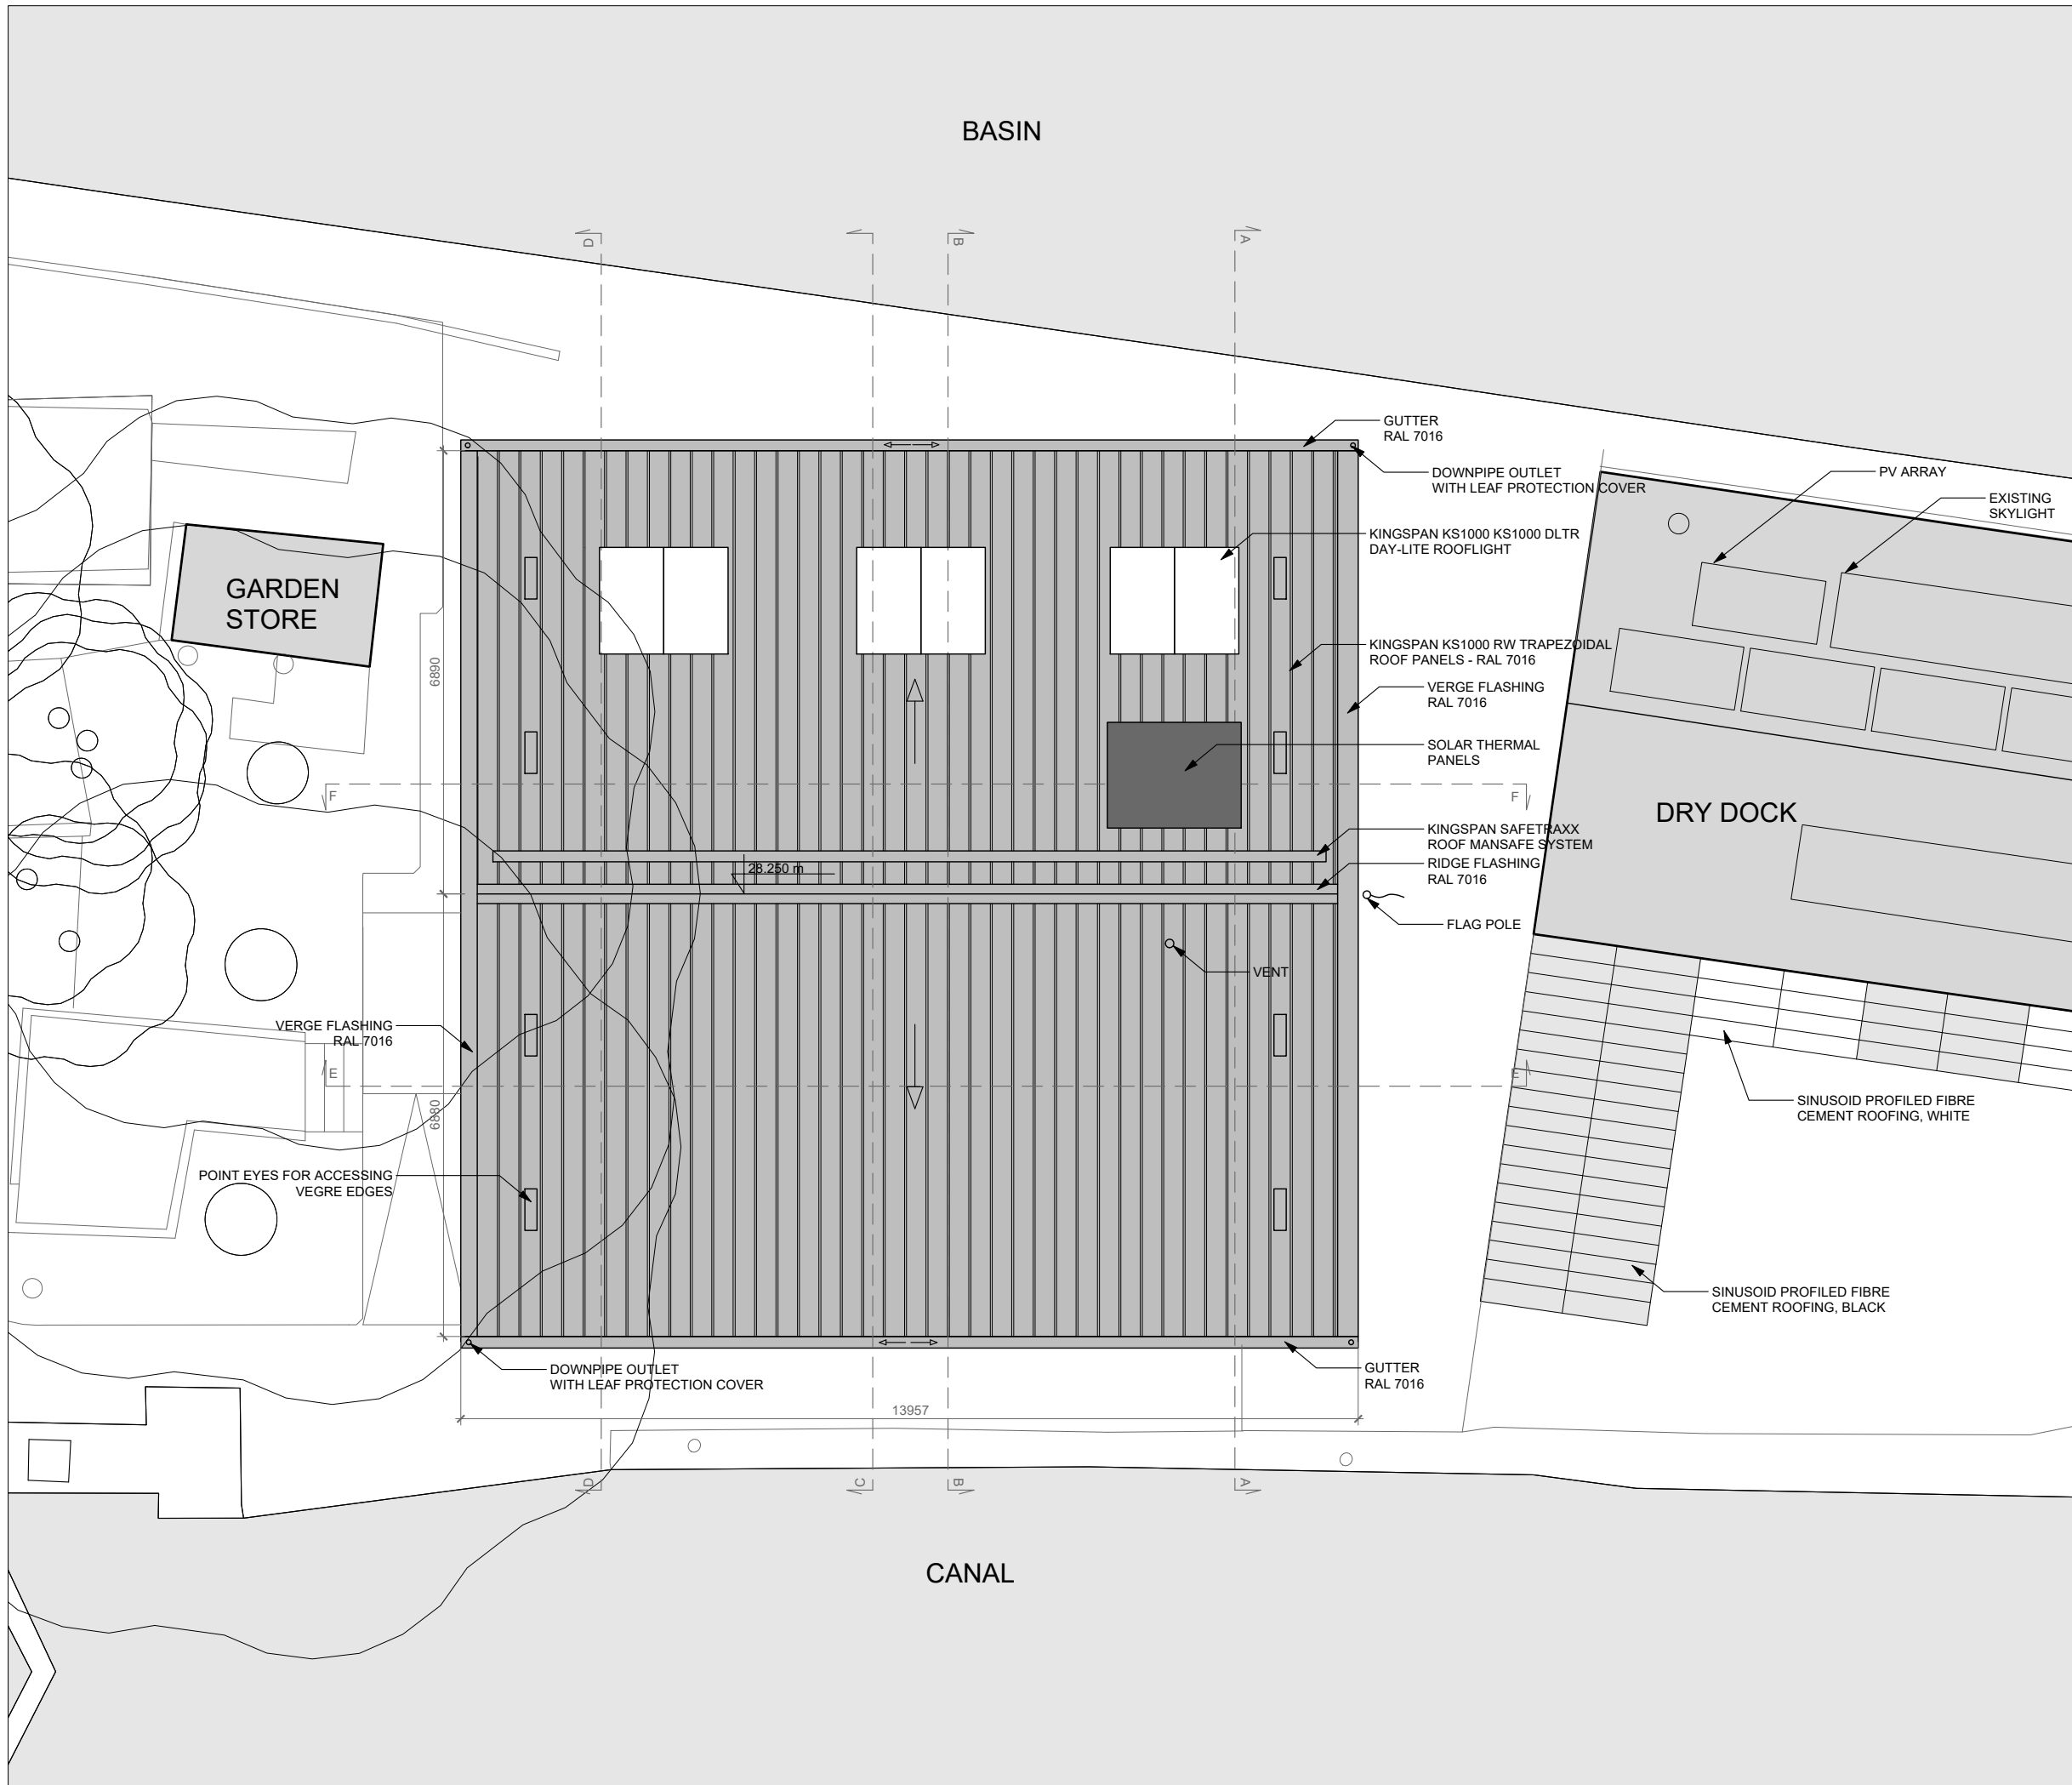 BASIN
D
B
A
GUTTER
RAL 7016
DOWNPIPE OUTLET
WITH LEAF PROTECTION COVER
PV ARRAY
EXISTING
SKYLIGHT
KINGSPAN KS1000 KS1000 DLTR
DAY-LITE ROOFLIGHT
GARDEN
STORE
6890
KINGSPAN KS1000 RW TRAPEZOIDAL
ROOF PANELS - RAL 7016
VERGE FLASHING
RAL 7016
SOLAR THERMAL
PANELS
F
F
DRY DOCK
KINGSPAN SAFETRAXX
ROOF MANSAFE SYSTEM
28.250 m
RIDGE FLASHING
RAL 7016
FLAG POLE
VENT
VERGE FLASHING
RAL 7016
E
E
6880
SINUSOID PROFILED FIBRE
CEMENT ROOFING, WHITE
POINT EYES FOR ACCESSING
VEGRE EDGES
SINUSOID PROFILED FIBRE
CEMENT ROOFING, BLACK
DOWNPIPE OUTLET
WITH LEAF PROTECTION COVER
GUTTER
RAL 7016
13957
D
C
B
A
CANAL